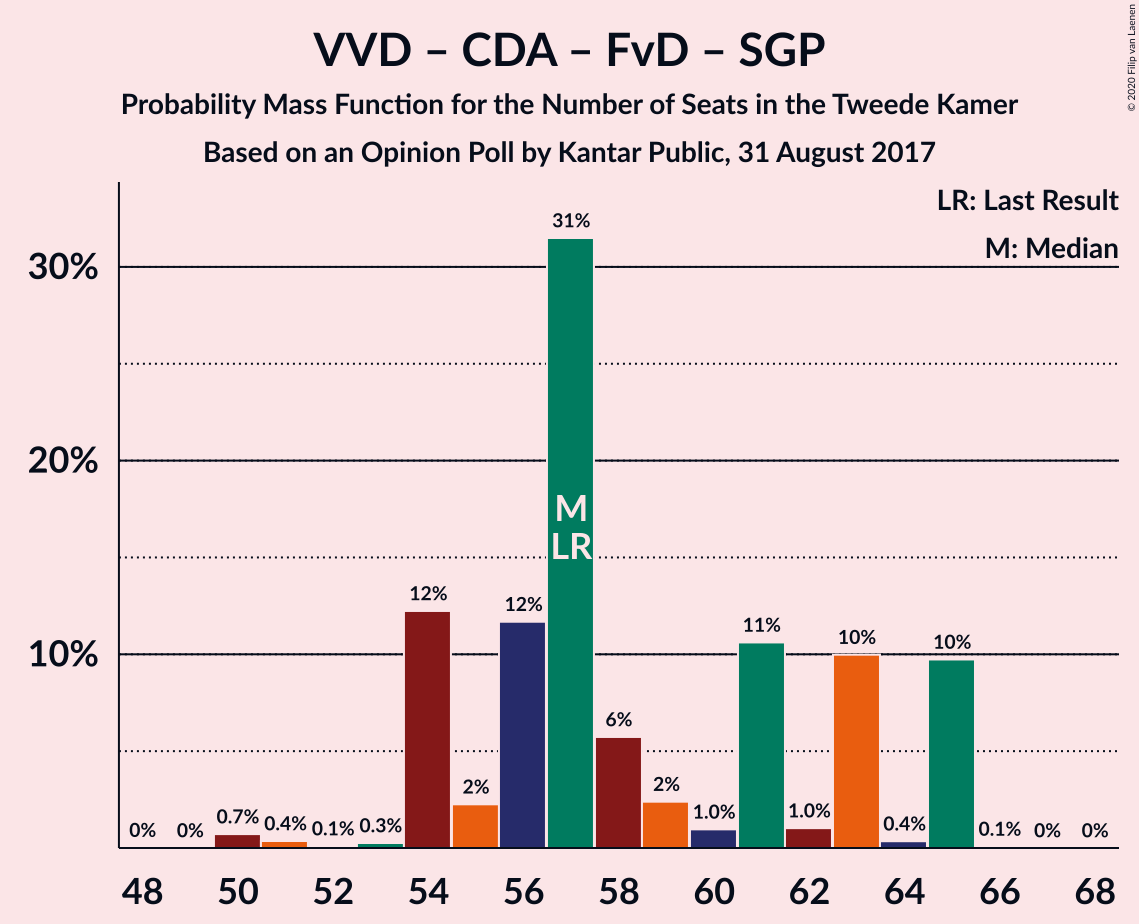 VVD – CDA – FvD – SGP
Probability Mass Function for the Number of Seats in the Tweede Kamer
Based on an Opinion Poll by Kantar Public, 31 August 2017
© 2020 Filip van Laenen
LR: Last Result
M: Median
30%
20%
10%
0%
0%
0.7%
0.4%
0.1%
0.3%
12%
2%
12%
31%
M
LR
6%
2%
1.0%
11%
1.0%
10%
0.4%
10%
0.1%
0%
0%
48 50 52 54 56 58 60 62 64 66 68